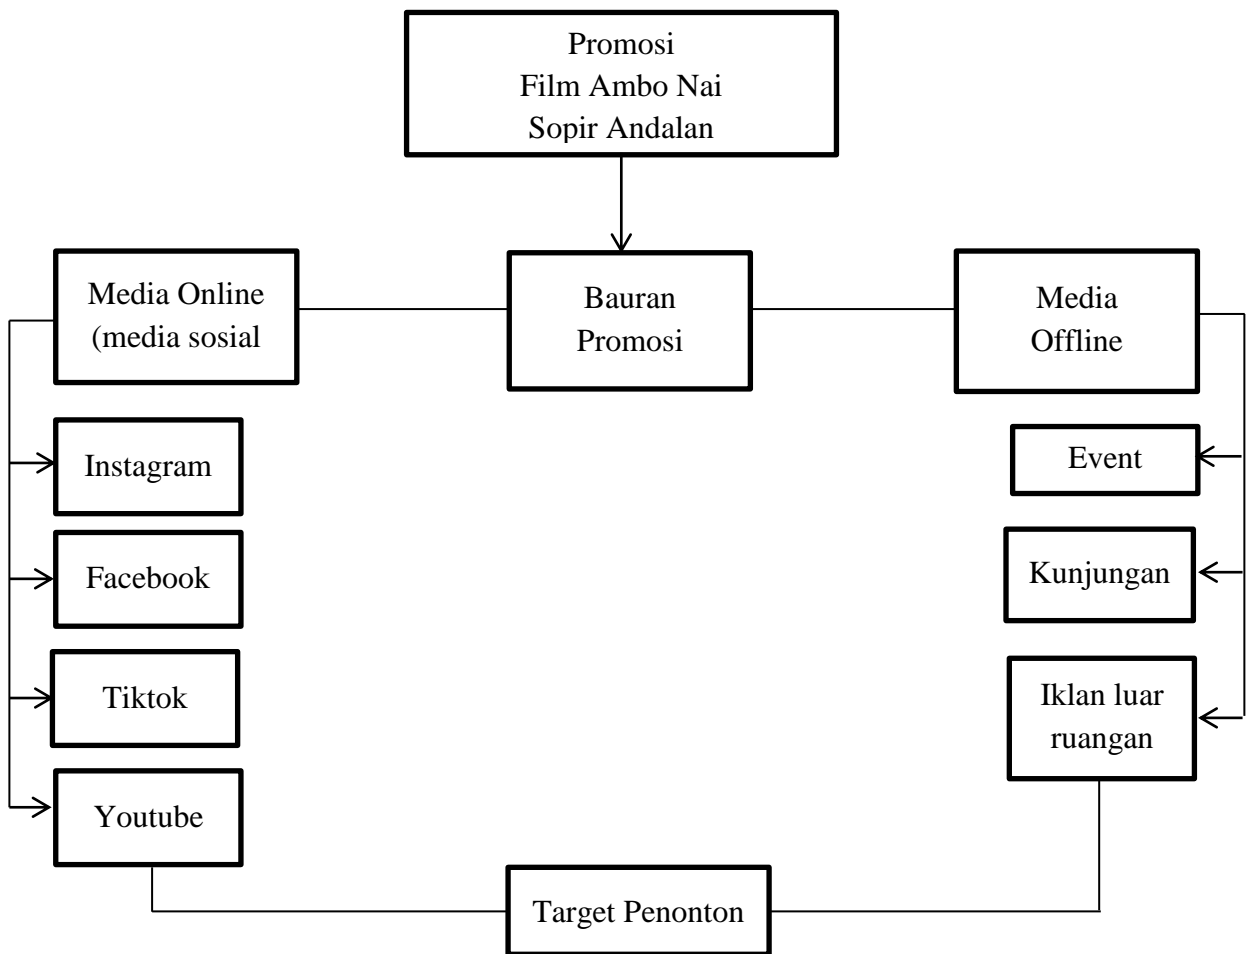 Promosi
Film Ambo Nai
Sopir Andalan
Media Online
(media sosial
Bauran
Promosi
Media
Offline
Instagram
Facebook
Tiktok
Youtube
Event
Kunjungan
Iklan luar
ruangan
Target Penonton